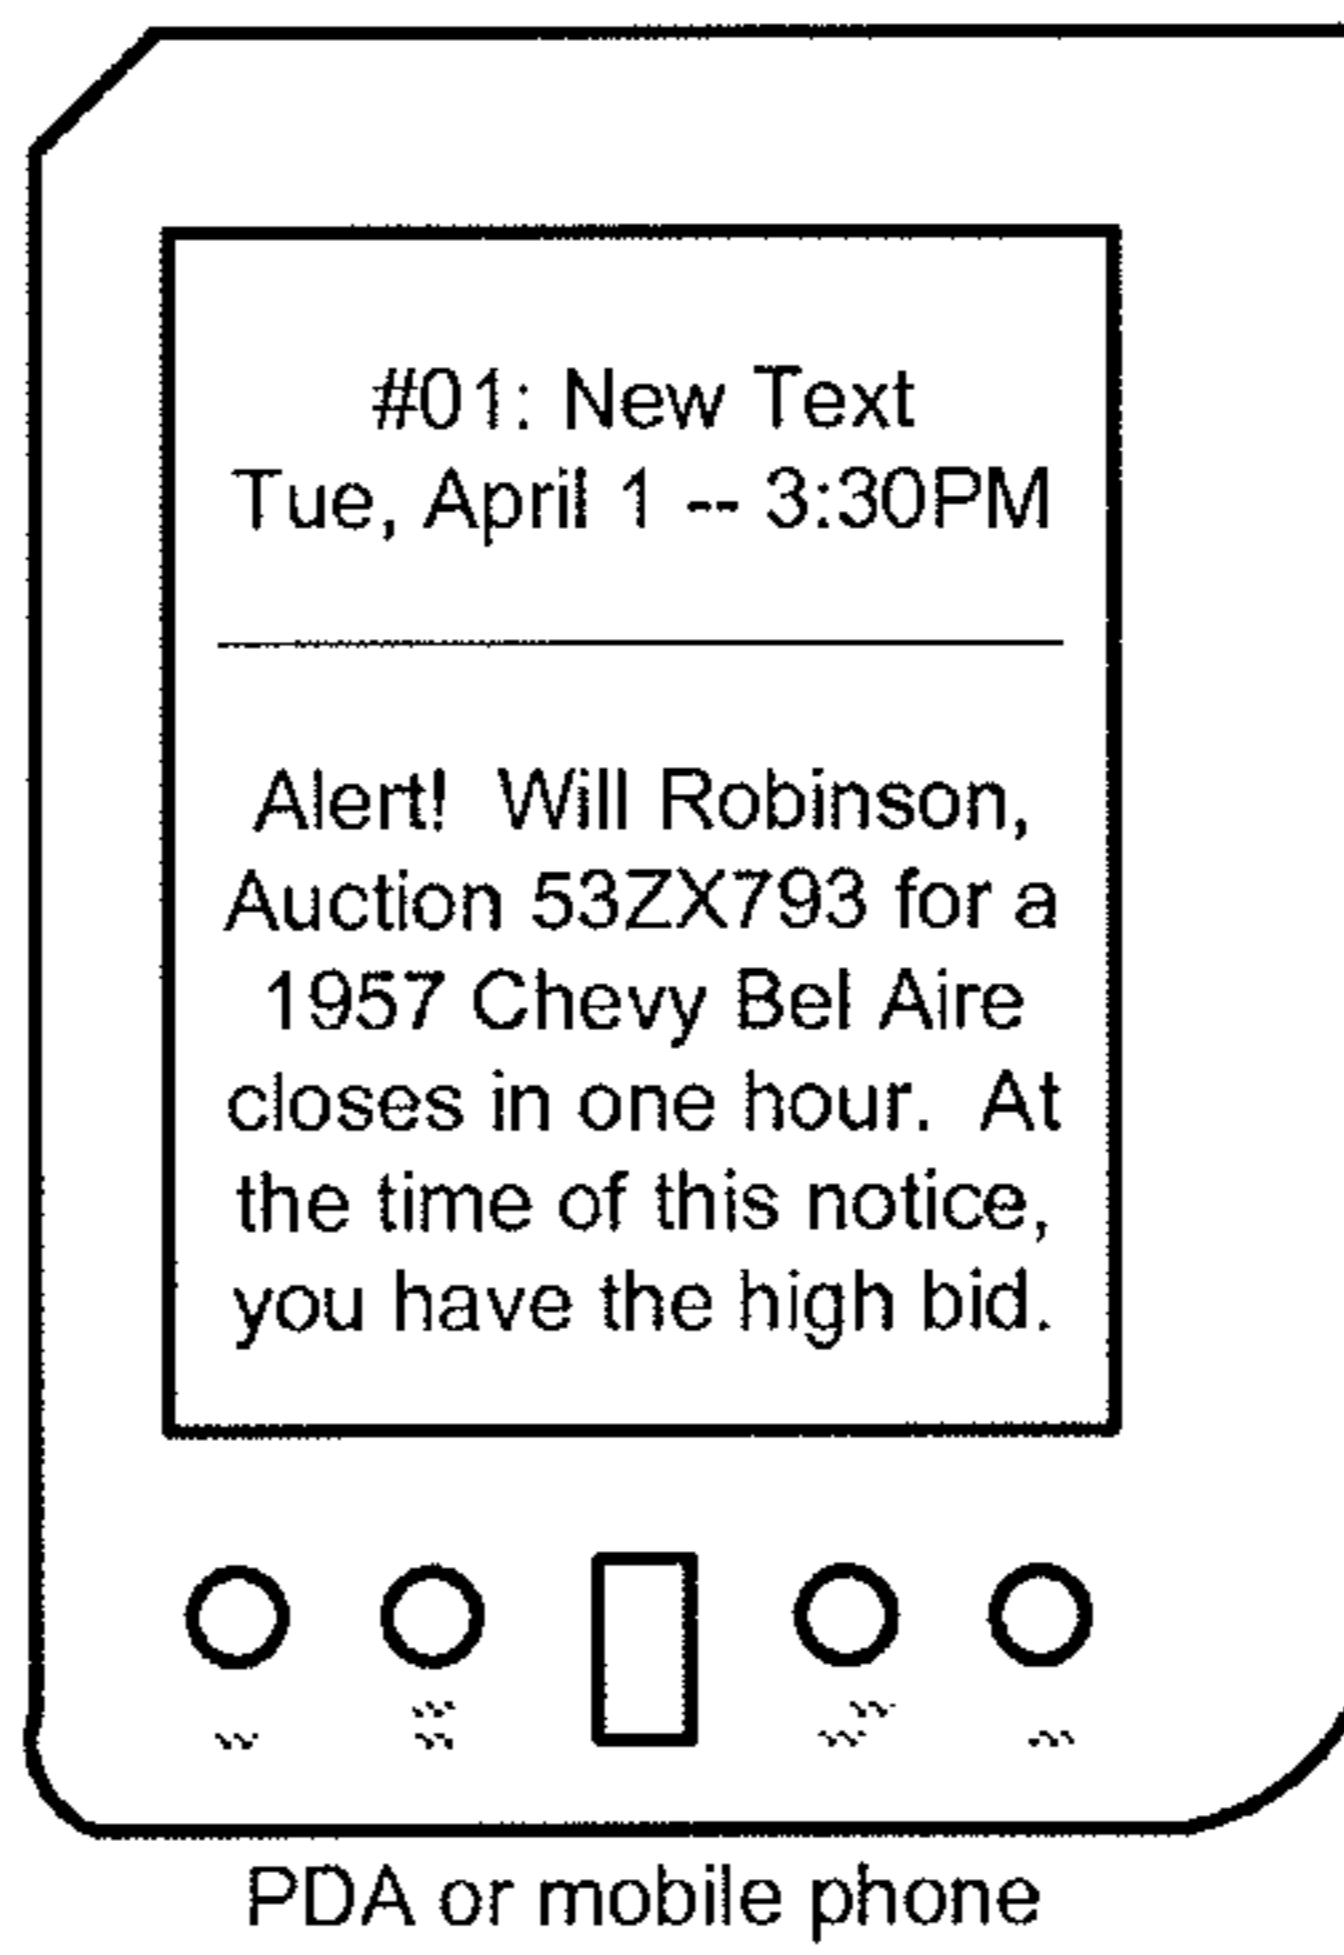 #01: New Text
Tue, April 1 -- 3:30PM
Alert!  Will Robinson,
Auction 53ZX793 for a
1957 Chevy Bel Aire
closes in one hour.  At
the time of this notice,
you have the high bid.
PDA or mobile phone